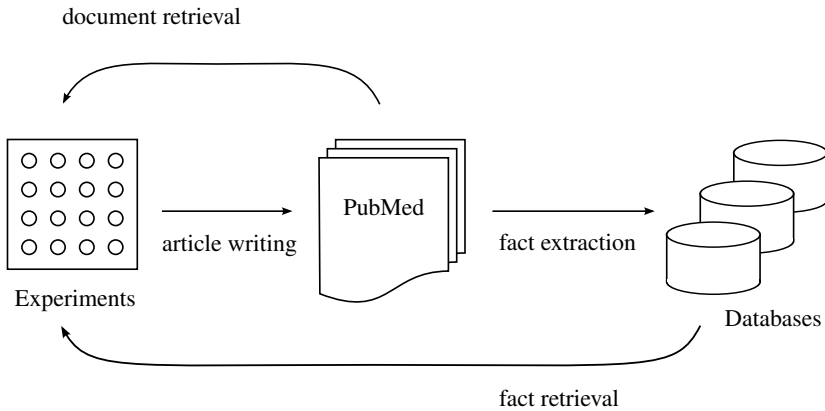 document retrieval
PubMed
article writing
fact extraction
Experiments
Databases
fact retrieval